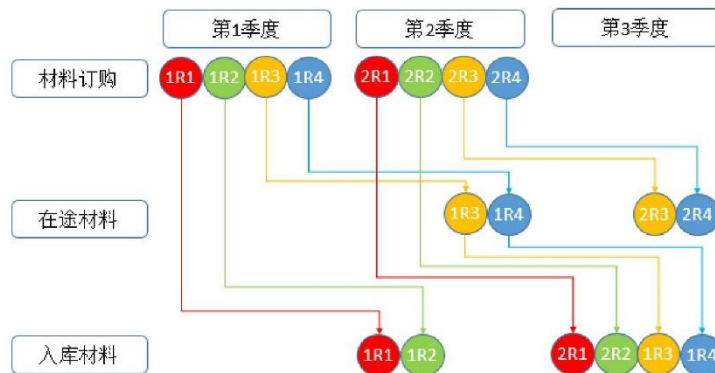 第1季度 第2季度 第3季度
材料订购 1R1 1R2 1R3 1R4 2R1 2R2 2R3 2R4
在途材料 1R3 1R4 2R3 2R4
入库材料 1R1 1R2 2R1 2R2 1R3 1R4